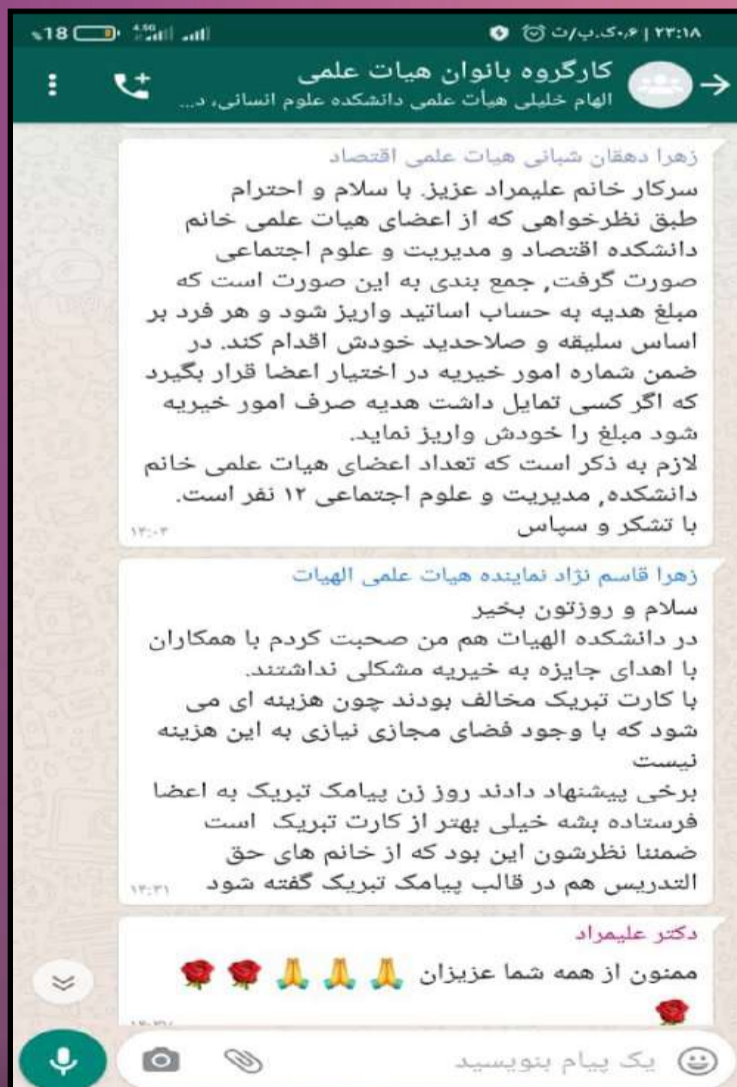 ۲۳:۱۸ | ۰٫۶ک.ب/ث
4.5G
%18
کارگروه بانوان هیات علمی
الهام خلیلی هیأت علمی دانشکده علوم انسانی، د...
زهرا دهقان شبانی هیات علمی اقتصاد
سرکار خانم علیمراد عزیز. با سلام و احترام
طبق نظرخواهی که از اعضای هیات علمی خانم
دانشکده اقتصاد و مدیریت و علوم اجتماعی
صورت گرفت, جمع بندی به این صورت است که
مبلغ هدیه به حساب اساتید واریز شود و هر فرد بر
اساس سلیقه و صلاحدید خودش اقدام کند. در
ضمن شماره امور خیریه در اختیار اعضا قرار بگیرد
که اگر کسی تمایل داشت هدیه صرف امور خیریه
شود مبلغ را خودش واریز نماید.
لازم به ذکر است که تعداد اعضای هیات علمی خانم
دانشکده, مدیریت و علوم اجتماعی ۱۲ نفر است.
با تشکر و سپاس
زهرا قاسم نژاد نماینده هیات علمی الهیات
سلام و روزتون بخیر
در دانشکده الهیات هم من صحبت کردم با همکاران
با اهدای جایزه به خیریه مشکلی نداشتند.
با کارت تبریک مخالف بودند چون هزینه ای می
شود که با وجود فضای مجازی نیازی به این هزینه
نیست
برخی پیشنهاد دادند روز زن پیامک تبریک به اعضا
فرستاده بشه خیلی بهتر از کارت تبریک است
ضمننا نظرشون این بود که از خانم های حق
التدریس هم در قالب پیامک تبریک گفته شود
۱۴:۳۱
دکتر علیمراد
ممنون از همه شما عزیزان 🙏🙏🙏🌹🌹
🌹
یک پیام بنویسید